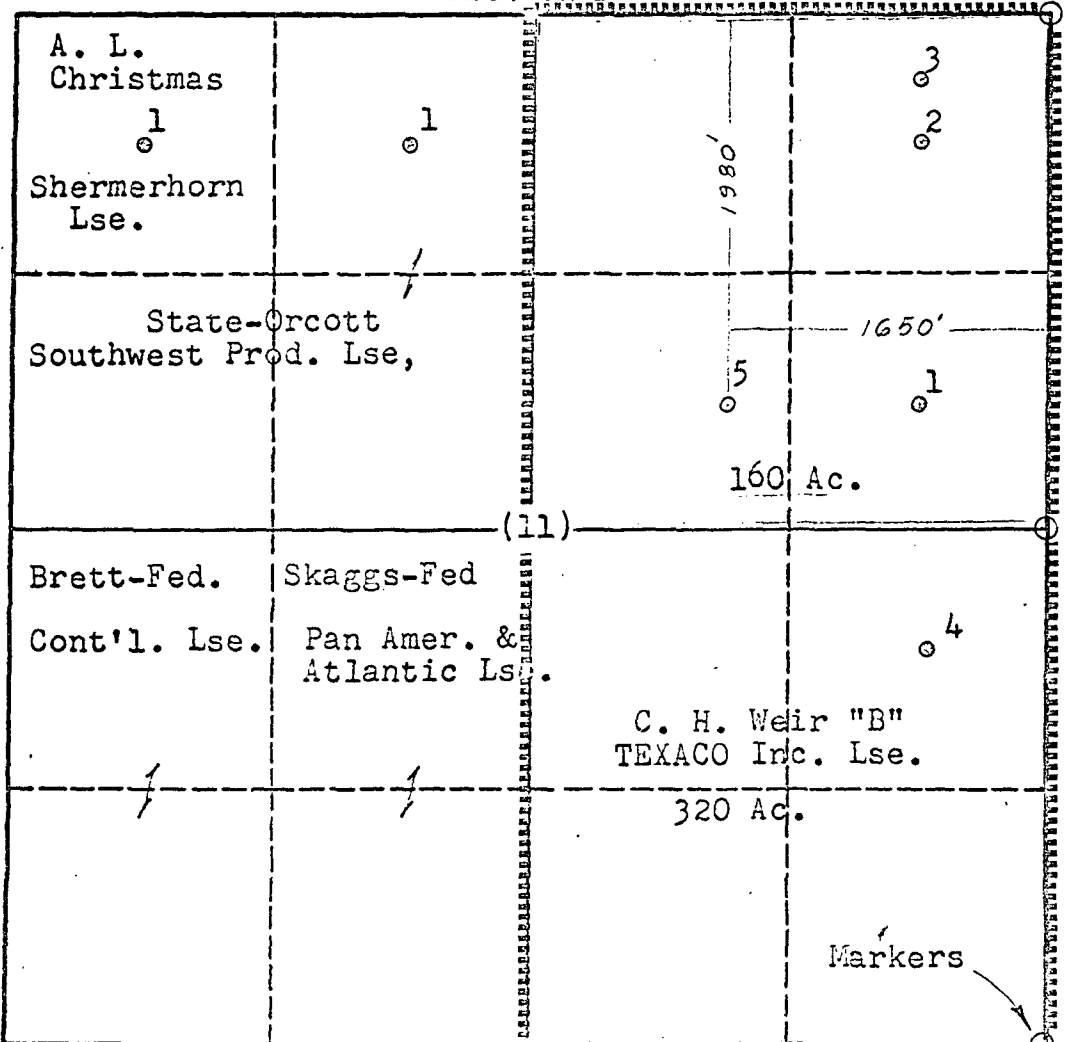 A. L.
Christmas
1
Shermerhorn
Lse.
1
3
2
1980'
State-Orcott
Southwest Prod. Lse,
1650'
5
1
160 Ac.
(11)
Brett-Fed.
Cont'l. Lse.
Skaggs-Fed
Pan Amer. &
Atlantic Lse.
4
C. H. Weir "B"
TEXACO Inc. Lse.
320 Ac.
Markers